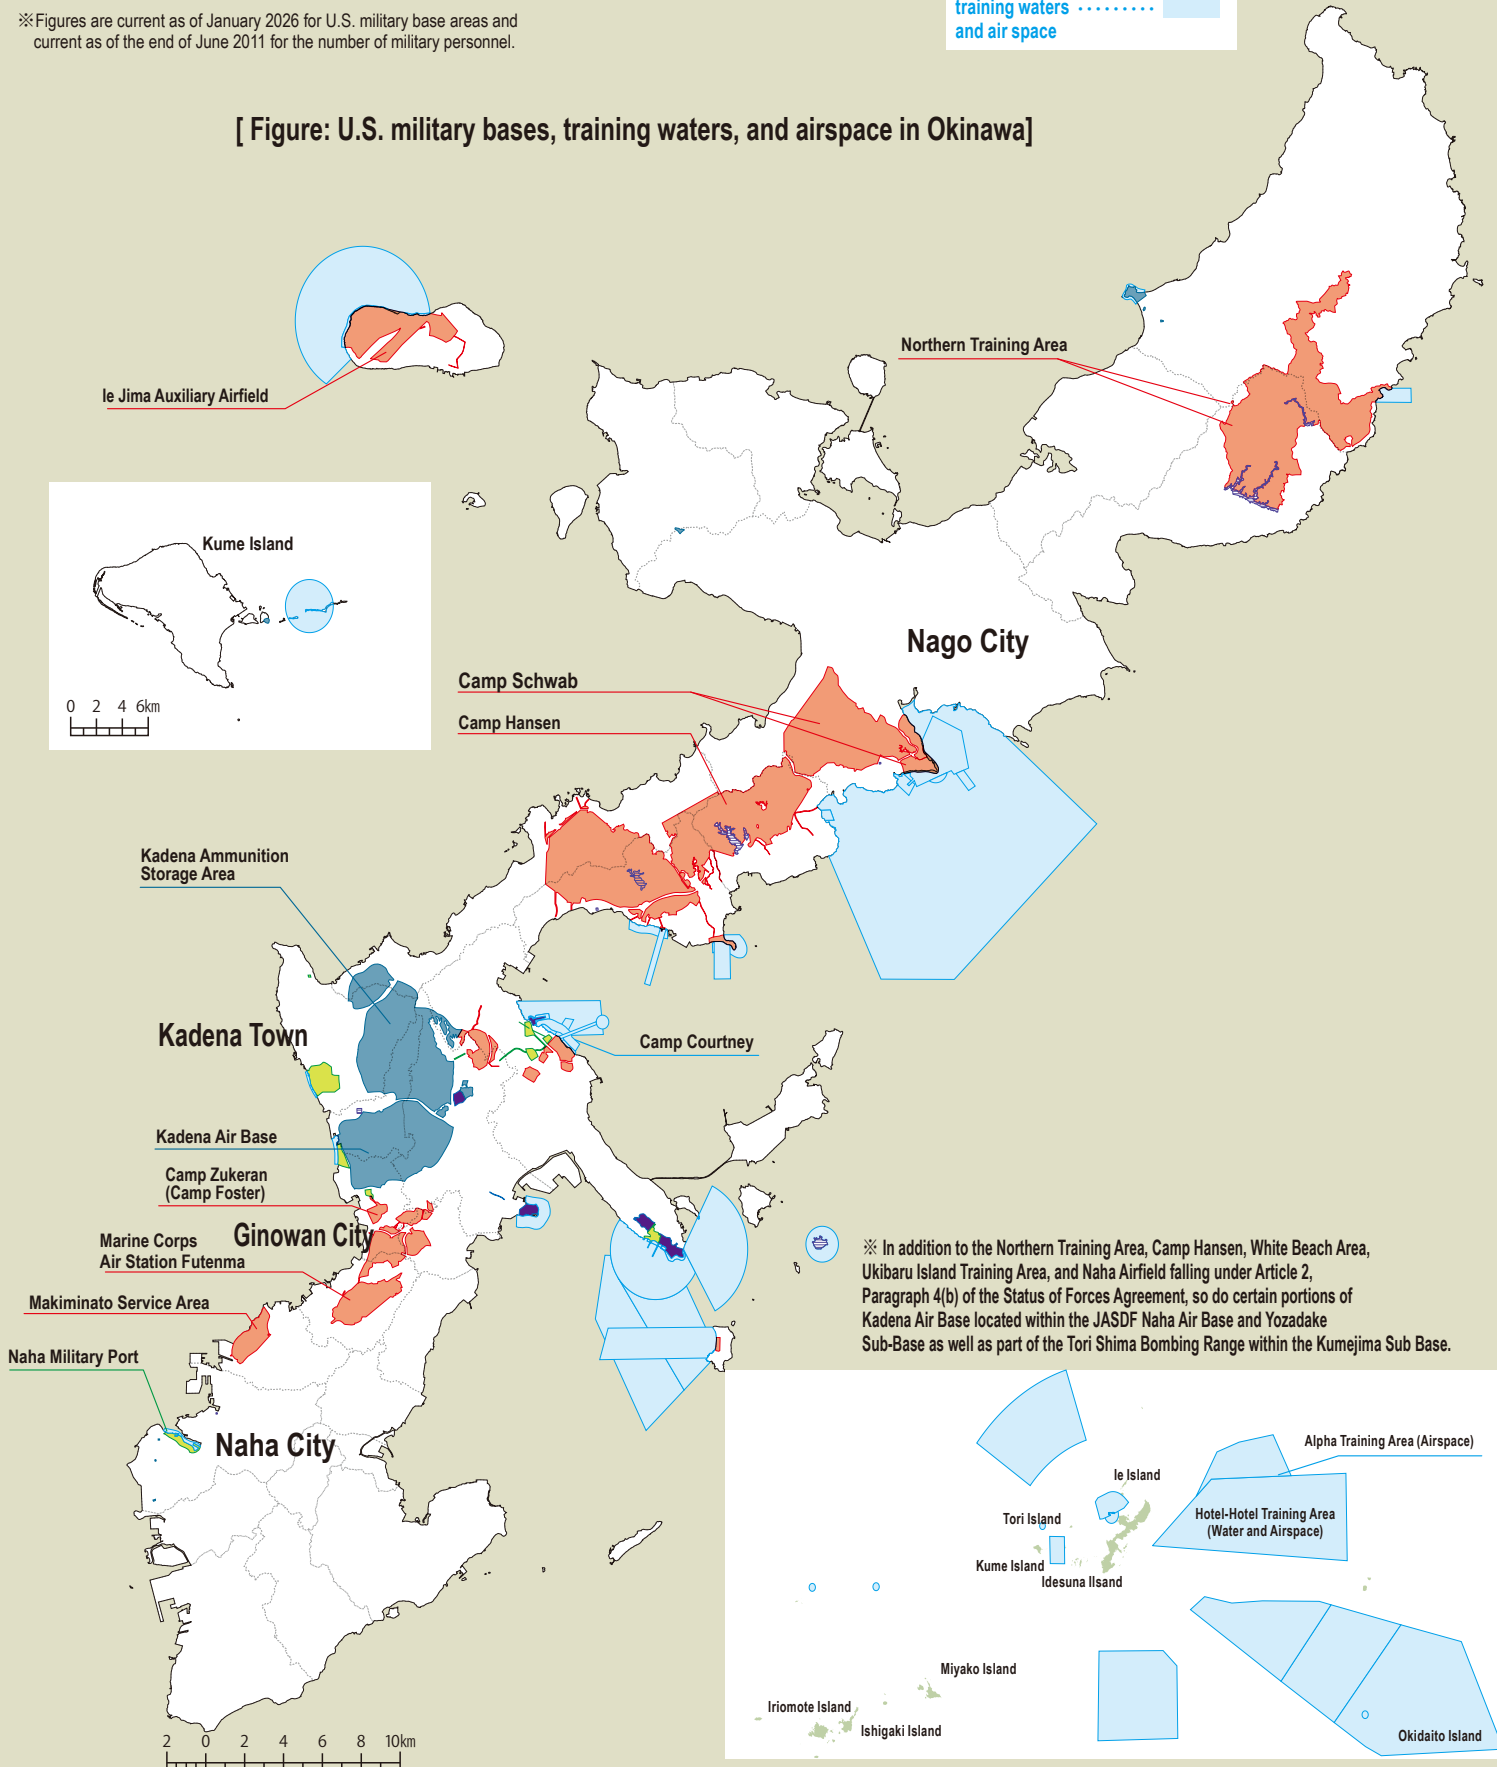 ※Figures are current as of January 2026 for U.S. military base areas and
current as of the end of June 2011 for the number of military personnel.
training waters ·········
and air space
[ Figure: U.S. military bases, training waters, and airspace in Okinawa]
Northern Training Area
Ie Jima Auxiliary Airfield
Kume Island
0 2 4 6km
Nago City
Camp Schwab
Camp Hansen
Kadena Ammunition
Storage Area
Kadena Town
Camp Courtney
Kadena Air Base
Camp Zukeran
(Camp Foster)
Ginowan City
Marine Corps
Air Station Futenma
Makiminato Service Area
Naha Military Port
Naha City
※ In addition to the Northern Training Area, Camp Hansen, White Beach Area,
Ukibaru Island Training Area, and Naha Airfield falling under Article 2,
Paragraph 4(b) of the Status of Forces Agreement, so do certain portions of
Kadena Air Base located within the JASDF Naha Air Base and Yozadake
Sub-Base as well as part of the Tori Shima Bombing Range within the Kumejima Sub Base.
Alpha Training Area (Airspace)
Ie Island
Hotel-Hotel Training Area
(Water and Airspace)
Tori Island
Kume Island
Idesuna IIsand
Miyako Island
Iriomote Island
Ishigaki Island
Okidaito Island
2 0 2 4 6 8 10km